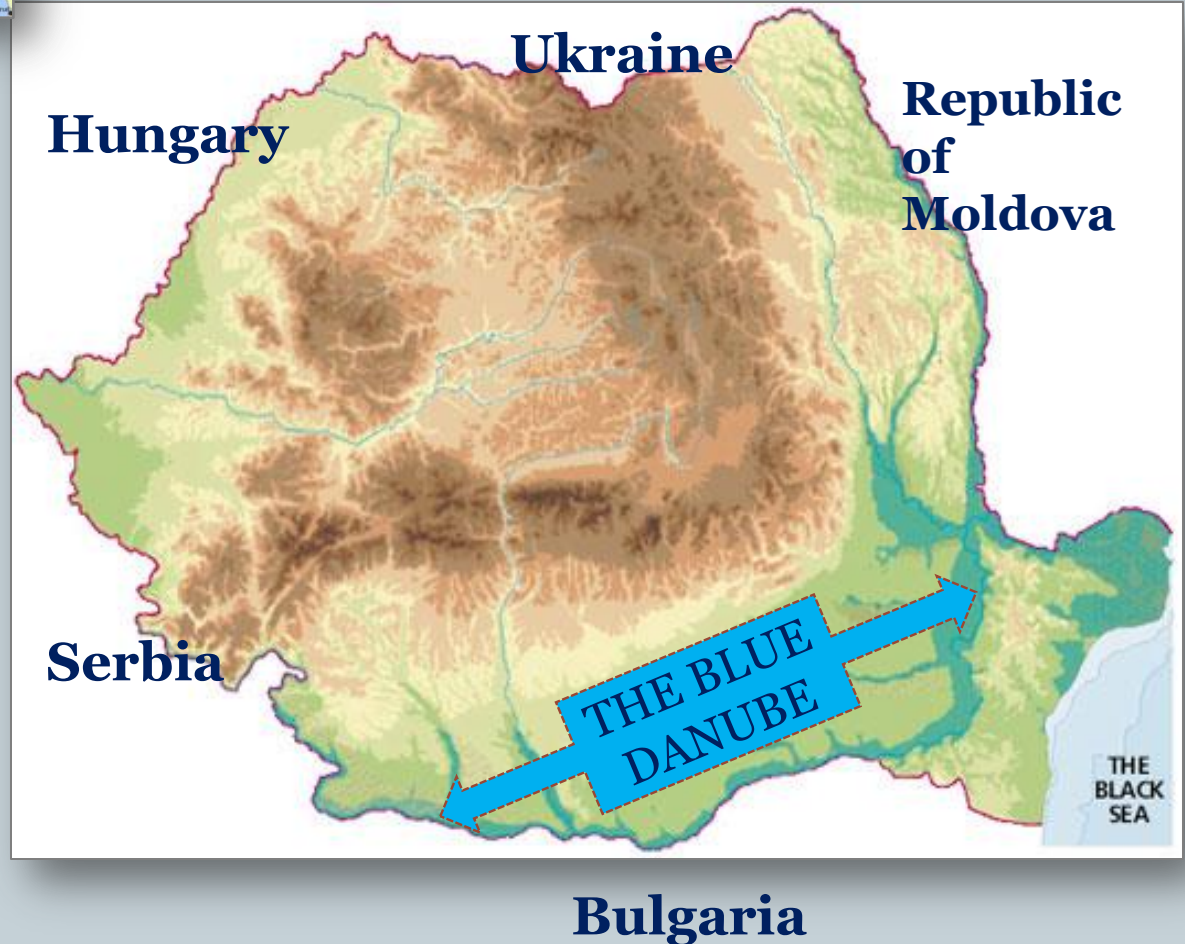 Ukraine
Hungary
Republic
of
Moldova
Serbia
THE BLUE
DANUBE
THE
BLACK
SEA
Bulgaria